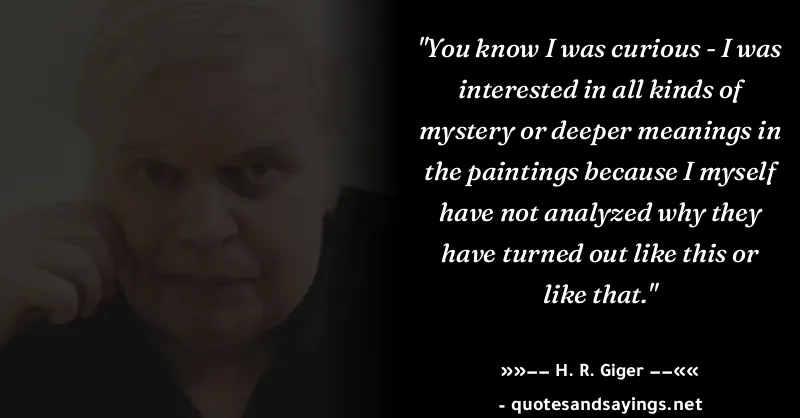 "You know I was curious - I was
interested in all kinds of
mystery or deeper meanings in
the paintings because I myself
have not analyzed why they
have turned out like this or
like that."
»»–– H. R. Giger ––««
- quotesandsayings.net